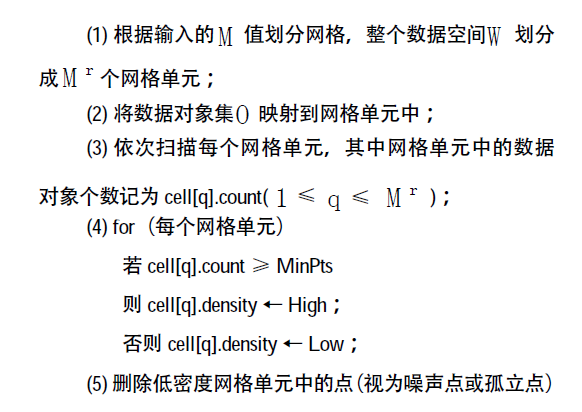 (1) 根据输入的 M 值划分网格，整个数据空间W 划分
成 Mʳ 个网格单元；
(2) 将数据对象集O 映射到网格单元中；
(3) 依次扫描每个网格单元，其中网格单元中的数据
对象个数记为 cell[q].count( 1 ≤ q ≤ Mʳ )；
(4) for (每个网格单元)
若 cell[q].count ≥ MinPts
则 cell[q].density ← High；
否则 cell[q].density ← Low；
(5) 删除低密度网格单元中的点(视为噪声点或孤立点)